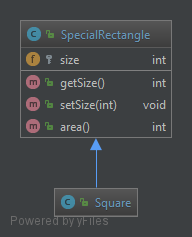 C SpecialRectangle
f size int
m getSize() int
m setSize(int) void
m area() int
C Square
Powered by yFiles